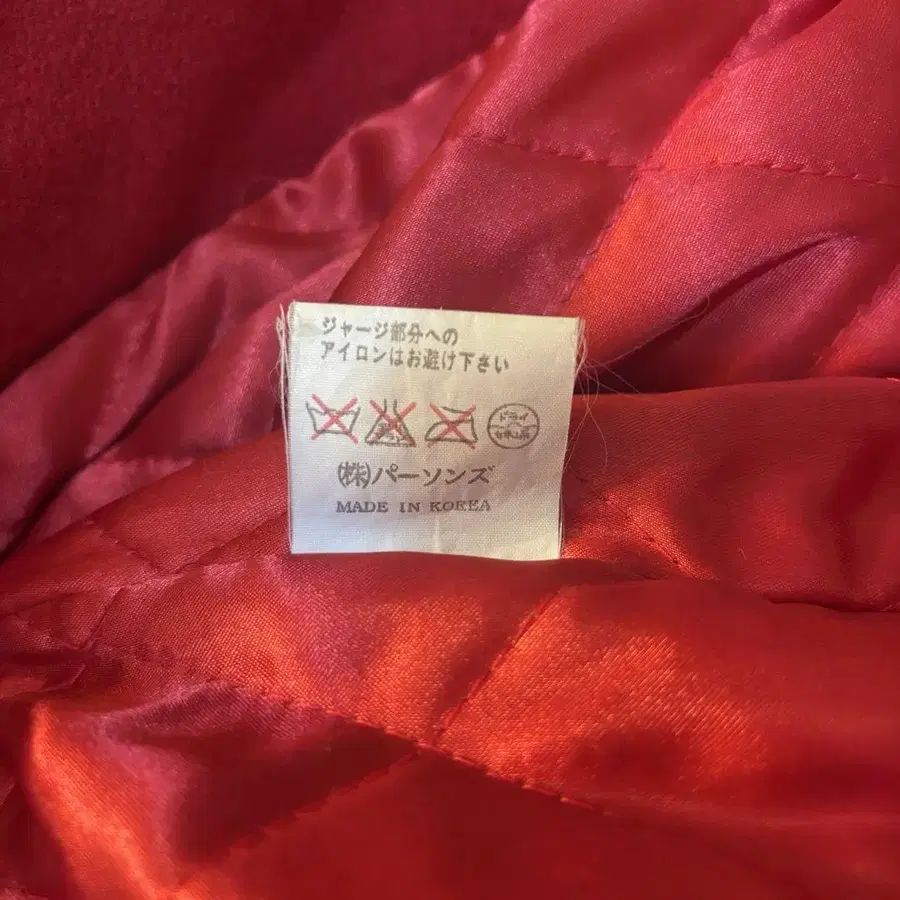 ジャージ部分への
アイロンはお避け下さい
ドライ
(株)パーソンズ
MADE IN KOREA